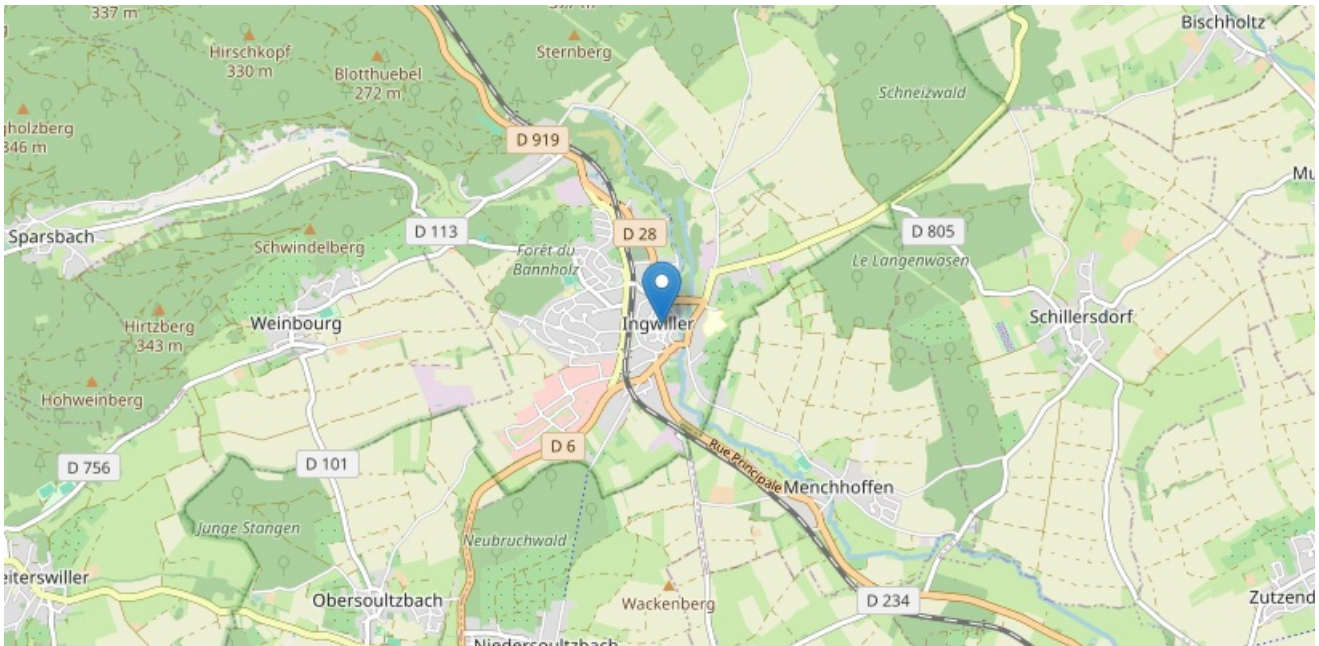 337 m
Hirschkopf
330 m
Blotthuebel
272 m
Sternberg
Bischholtz
Schneizwald
D 919
346 m
Sparsbach
D 113
Schwindelberg
Forêt du
Bannholz
D 28
D 805
Le Langenwasen
Hirtzberg
343 m
Weinbourg
Ingwiller
Schillersdorf
Hohweinberg
D 756
D 101
D 6
Rue Principale
Menchhoffen
Junge Stangen
Neubruchwald
Obersoultzbach
Wackenberg
D 234
Niedersoultzbach